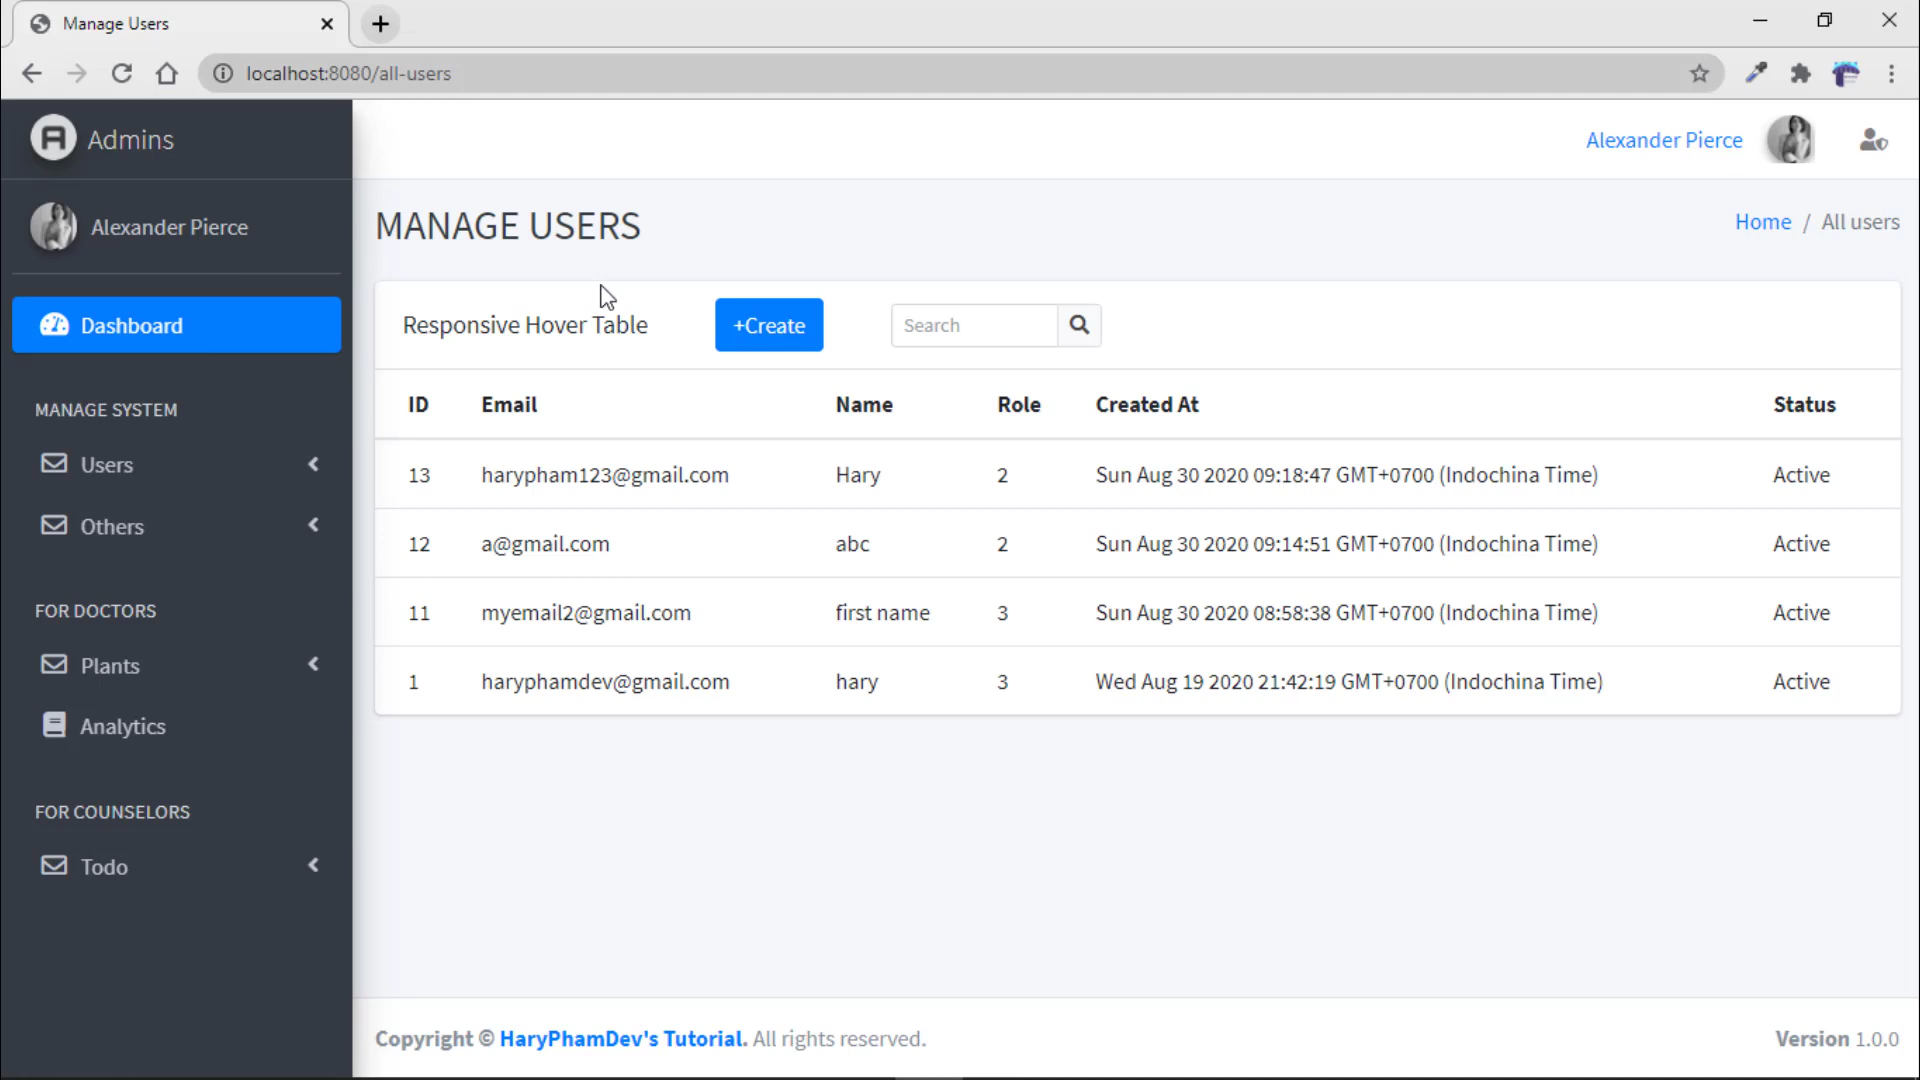 Manage Users
localhost:8080/all-users
Admins
Alexander Pierce
Alexander Pierce
Dashboard
MANAGE SYSTEM
Users
Others
FOR DOCTORS
Plants
Analytics
FOR COUNSELORS
Todo
MANAGE USERS
Home / All users
Responsive Hover Table +Create Search
ID Email Name Role Created At Status
13 harypham123@gmail.com Hary 2 Sun Aug 30 2020 09:18:47 GMT+0700 (Indochina Time) Active
12 a@gmail.com abc 2 Sun Aug 30 2020 09:14:51 GMT+0700 (Indochina Time) Active
11 myemail2@gmail.com first name 3 Sun Aug 30 2020 08:58:38 GMT+0700 (Indochina Time) Active
1 haryphamdev@gmail.com hary 3 Wed Aug 19 2020 21:42:19 GMT+0700 (Indochina Time) Active
Copyright © HaryPhamDev's Tutorial. All rights reserved.
Version 1.0.0